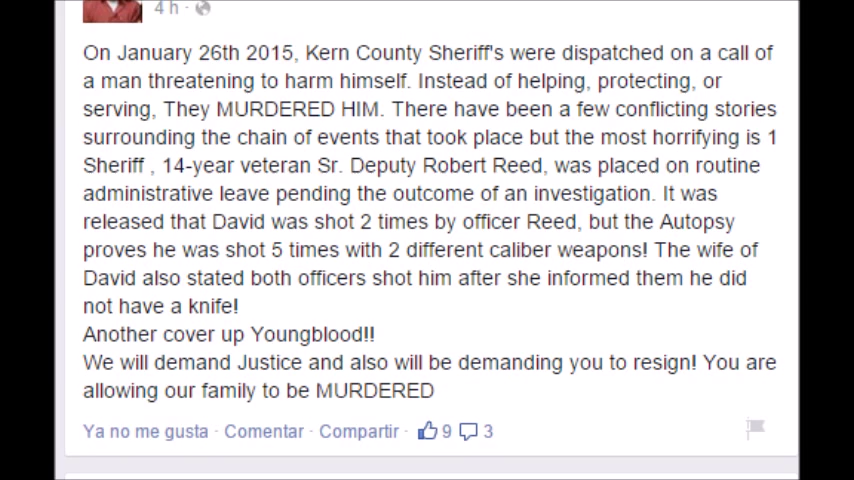 4 h ·
On January 26th 2015, Kern County Sheriff's were dispatched on a call of
a man threatening to harm himself. Instead of helping, protecting, or
serving, They MURDERED HIM. There have been a few conflicting stories
surrounding the chain of events that took place but the most horrifying is 1
Sheriff , 14-year veteran Sr. Deputy Robert Reed, was placed on routine
administrative leave pending the outcome of an investigation. It was
released that David was shot 2 times by officer Reed, but the Autopsy
proves he was shot 5 times with 2 different caliber weapons! The wife of
David also stated both officers shot him after she informed them he did
not have a knife!
Another cover up Youngblood!!
We will demand Justice and also will be demanding you to resign! You are
allowing our family to be MURDERED
Ya no me gusta · Comentar · Compartir · 9 3